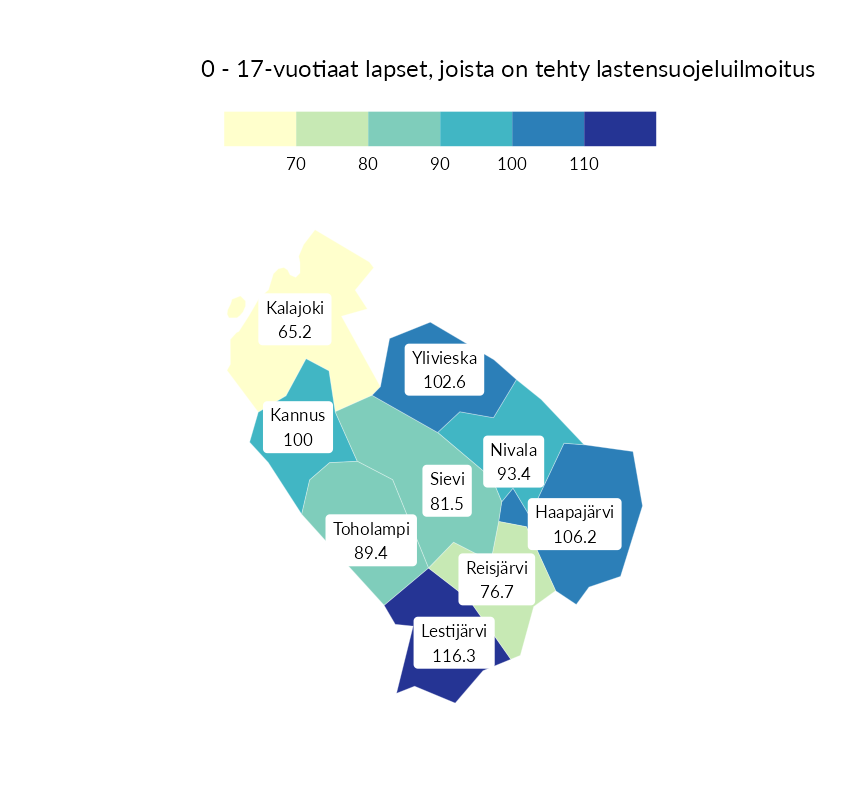 0 - 17-vuotiaat lapset, joista on tehty lastensuojeluilmoitus
70 80 90 100 110
Kalajoki
65.2
Ylivieska
102.6
Kannus
100
Nivala
93.4
Sievi
81.5
Haapajärvi
106.2
Toholampi
89.4
Reisjärvi
76.7
Lestijärvi
116.3